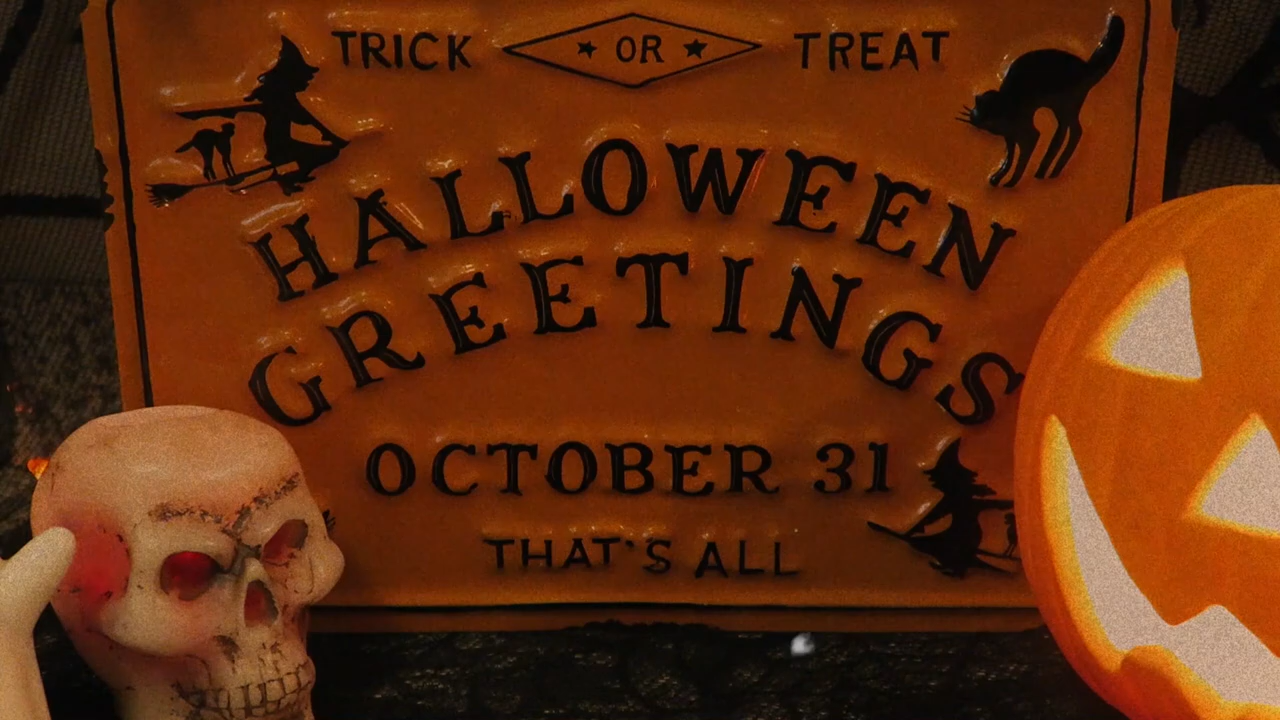 TRICK OR TREAT
HALLOWEEN
GREETINGS
OCTOBER 31
THAT'S ALL